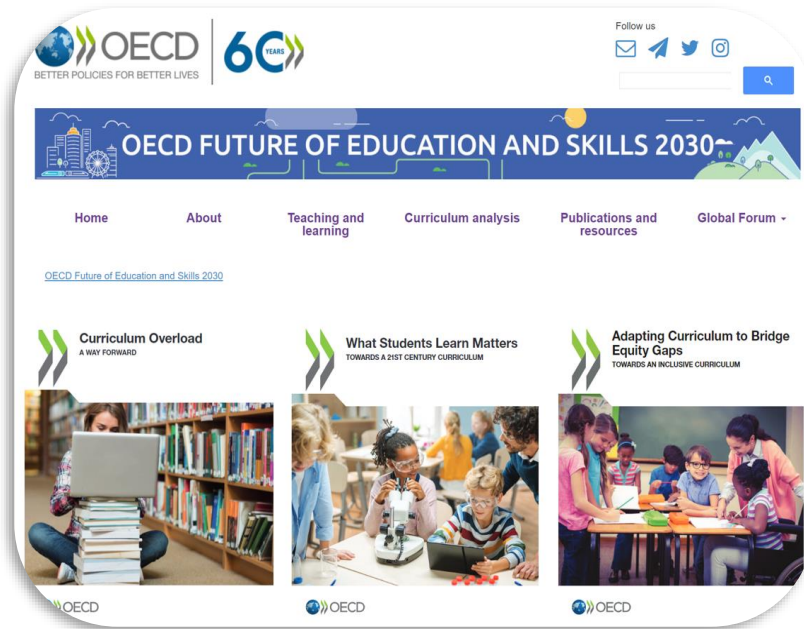 Follow us
OECD
BETTER POLICIES FOR BETTER LIVES
60 YEARS
OECD FUTURE OF EDUCATION AND SKILLS 2030
Home
About
Teaching and
learning
Curriculum analysis
Publications and
resources
Global Forum
OECD Future of Education and Skills 2030
Curriculum Overload
A WAY FORWARD
What Students Learn Matters
TOWARDS A 21ST CENTURY CURRICULUM
Adapting Curriculum to Bridge
Equity Gaps
TOWARDS AN INCLUSIVE CURRICULUM
OECD
OECD
OECD